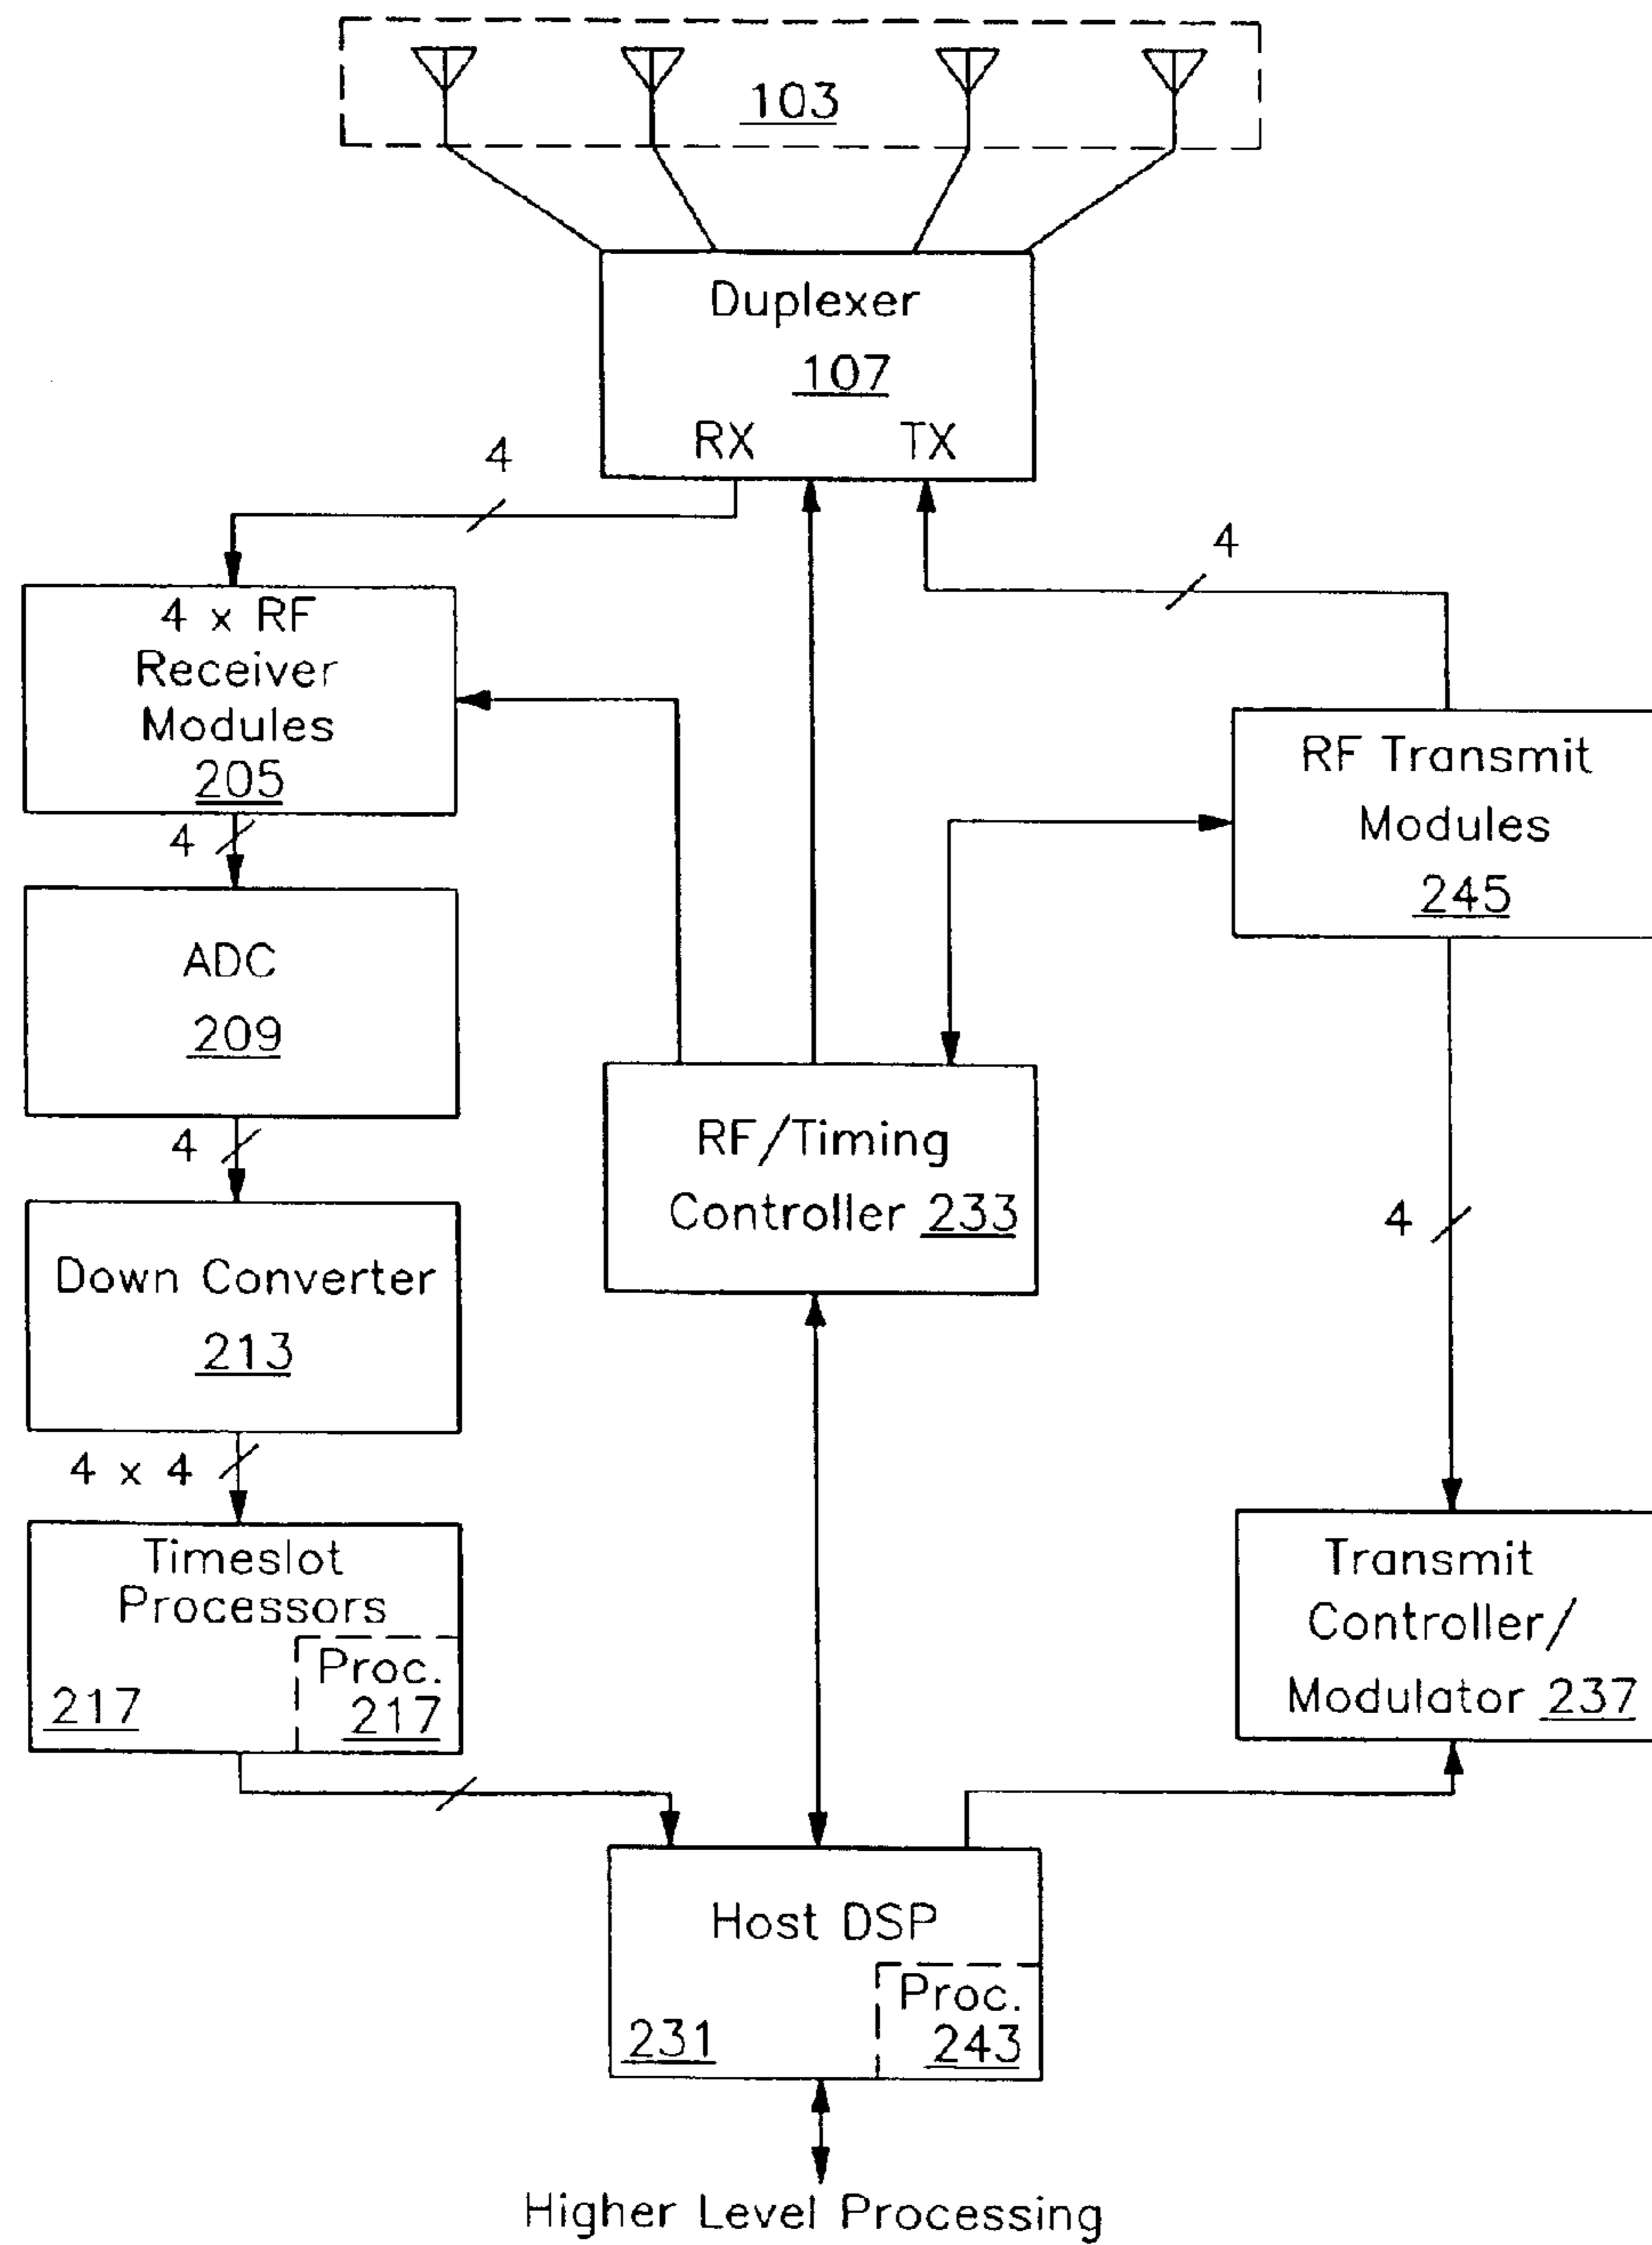 103
Duplexer
107
RX TX
4
4
4 x RF
Receiver
Modules
205
RF Transmit
Modules
245
4
ADC
209
RF/Timing
Controller 233
4
Down Converter
213
4
4 x 4
Timeslot
Processors
Proc.
217
217
Transmit
Controller/
Modulator 237
Host DSP
Proc.
231
243
Higher Level Processing